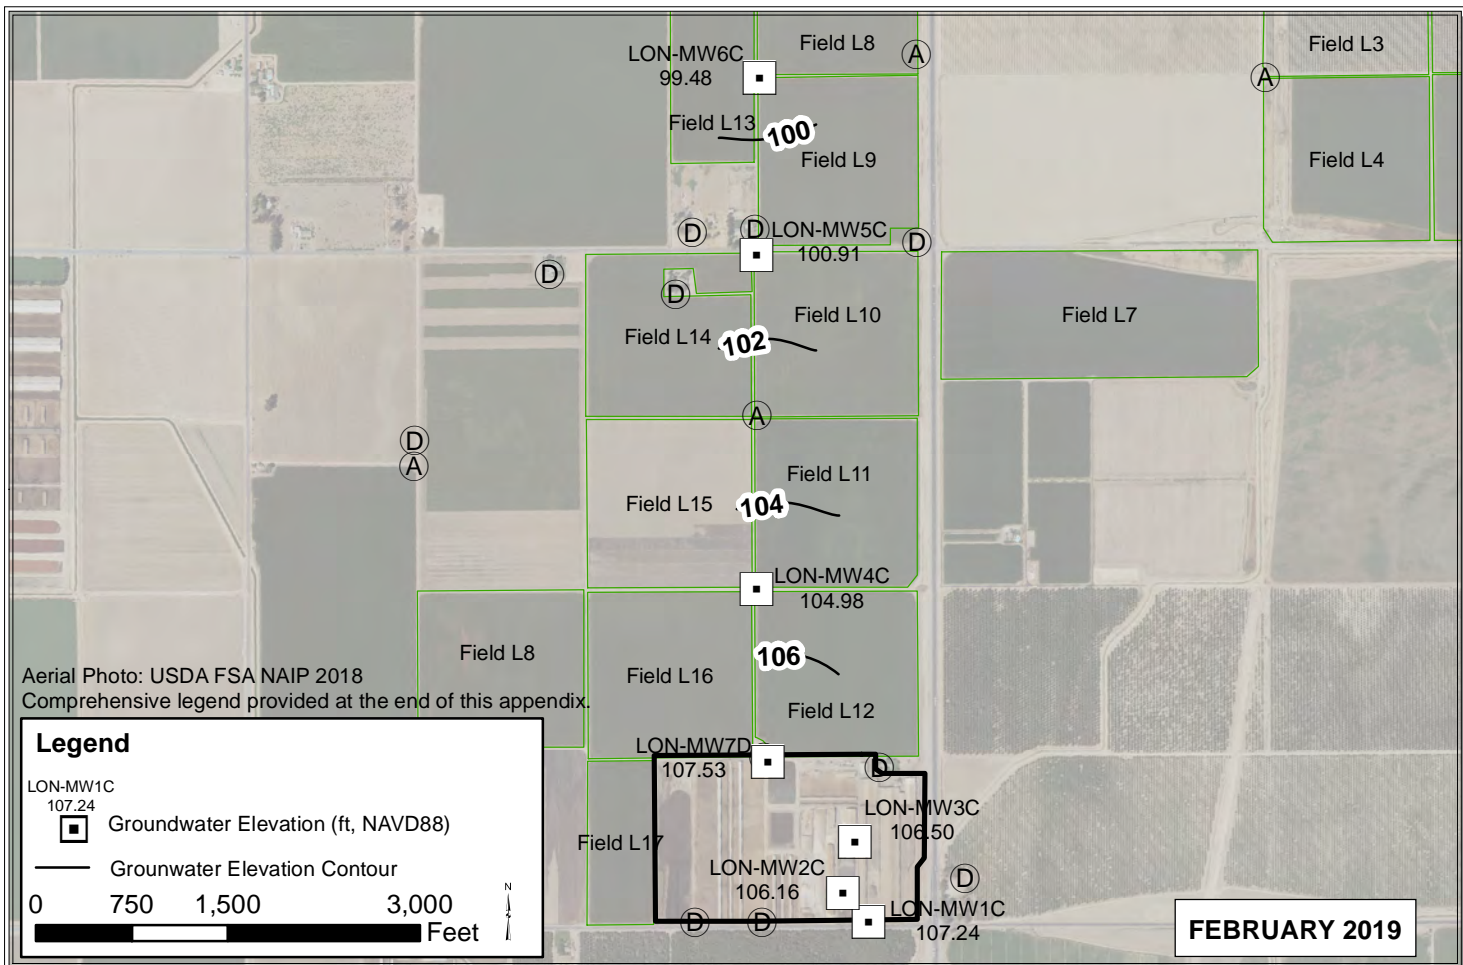 Field L8
Field L3
LON-MW6C
99.48
A
A
Field L13
100
Field L9
Field L4
D
D
LON-MW5C
100.91
D
D
D
Field L10
Field L7
Field L14
102
A
D
A
Field L11
Field L15
104
LON-MW4C
104.98
Field L8
106
Field L16
Field L12
Aerial Photo: USDA FSA NAIP 2018
Comprehensive legend provided at the end of this appendix.
LON-MW7D
107.53
D
LON-MW3C
106.50
Field L17
LON-MW2C
106.16
D
LON-MW1C
107.24
D
D
Legend
LON-MW1C
107.24
Groundwater Elevation (ft, NAVD88)
Grounwater Elevation Contour
0 750 1,500 3,000
Feet
N
FEBRUARY 2019